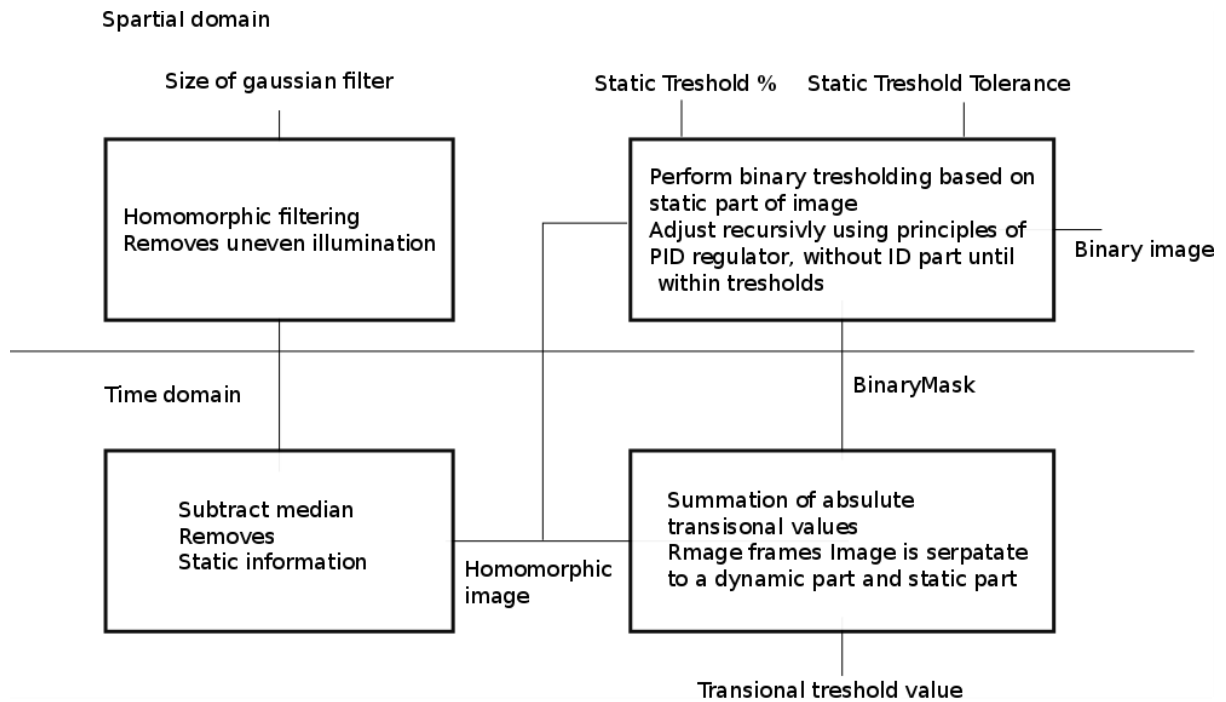 Spartial domain
Size of gaussian filter
Static Treshold %
Static Treshold Tolerance
Homomorphic filtering
Removes uneven illumination
Perform binary tresholding based on
static part of image
Adjust recursivly using principles of
PID regulator, without ID part until
within tresholds
Binary image
Time domain
BinaryMask
Subtract median
Removes
Static information
Homomorphic
image
Summation of absulute
transisonal values
Rmage frames Image is serpatate
to a dynamic part and static part
Transional treshold value